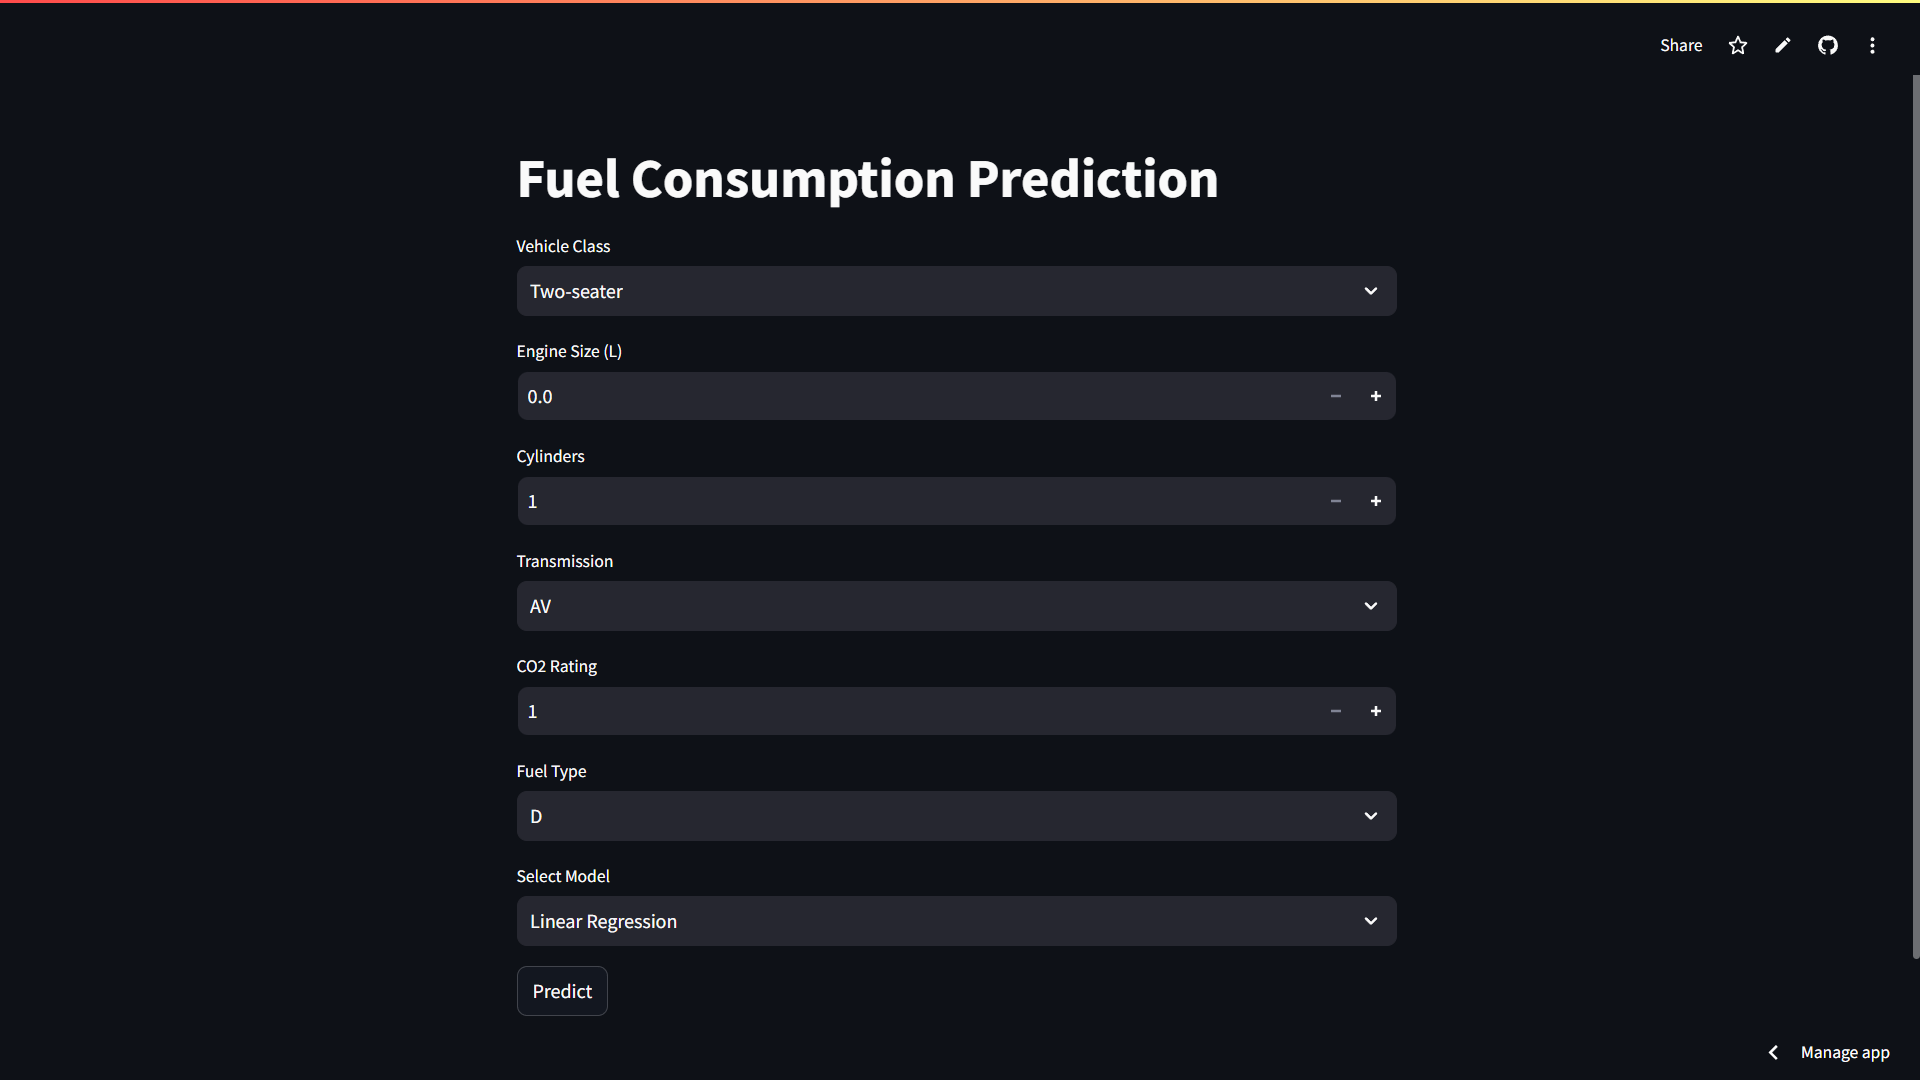 Share
Fuel Consumption Prediction
Vehicle Class
Two-seater
Engine Size (L)
0.0
Cylinders
1
Transmission
AV
CO2 Rating
1
Fuel Type
D
Select Model
Linear Regression
Predict
Manage app